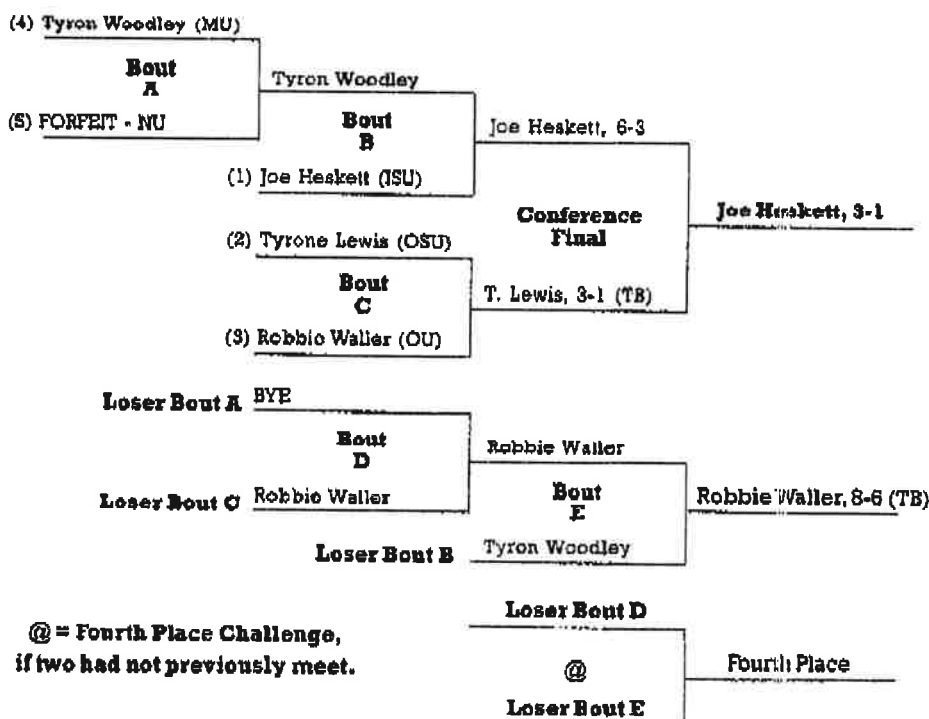 (4) Tyron Woodley (MU)
Bout
A
Tyron Woodley
(5) FORFEIT - NU
Bout
B
Joe Heskett, 6-3
(1) Joe Heskett (ISU)
Conference
Final
Joe Heskett, 3-1
(2) Tyrone Lewis (OSU)
Bout
C
T. Lewis, 3-1 (TB)
(3) Robbie Waller (OU)
Loser Bout A BYE
Bout
D
Robbie Waller
Loser Bout C Robbie Waller
Bout
E
Robbie Waller, 8-6 (TB)
Loser Bout B Tyron Woodley
Loser Bout D
@ = Fourth Place Challenge,
if two had not previously meet.
@
Fourth Place
Loser Bout E